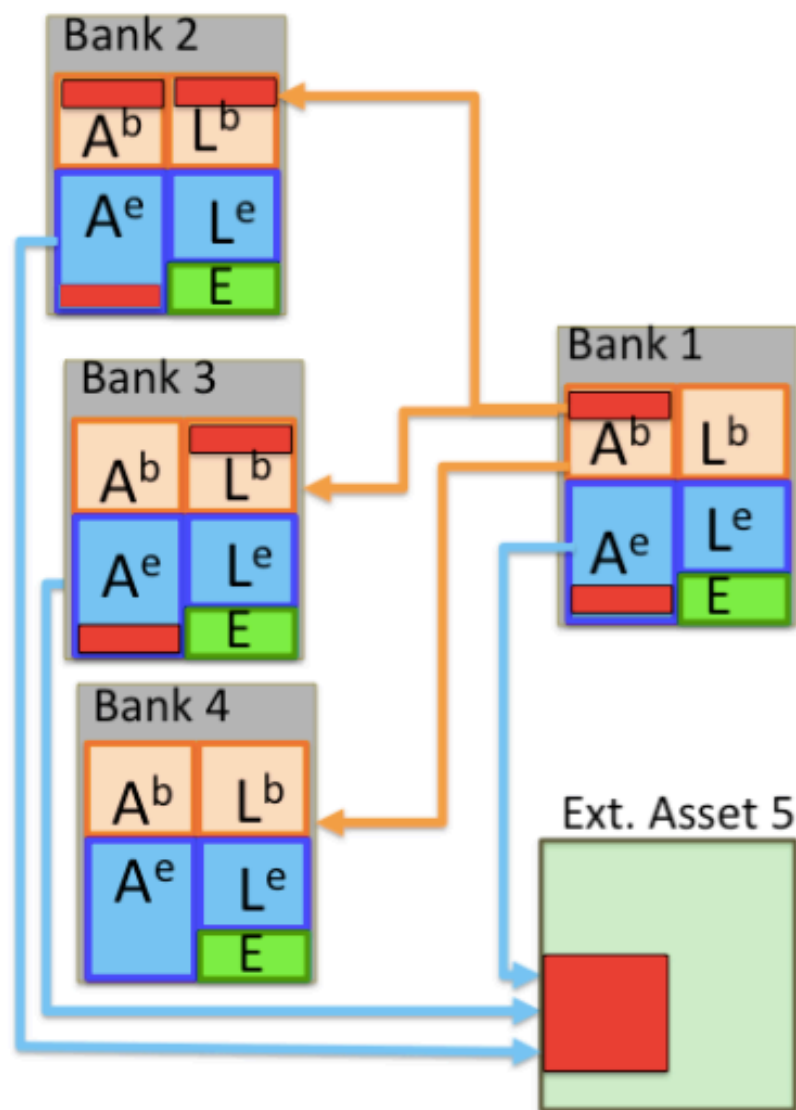 Bank 2
A^b L^b
A^e L^e
E
Bank 1
A^b L^b
A^e L^e
E
Bank 3
A^b L^b
A^e L^e
E
Bank 4
A^b L^b
A^e L^e
E
Ext. Asset 5